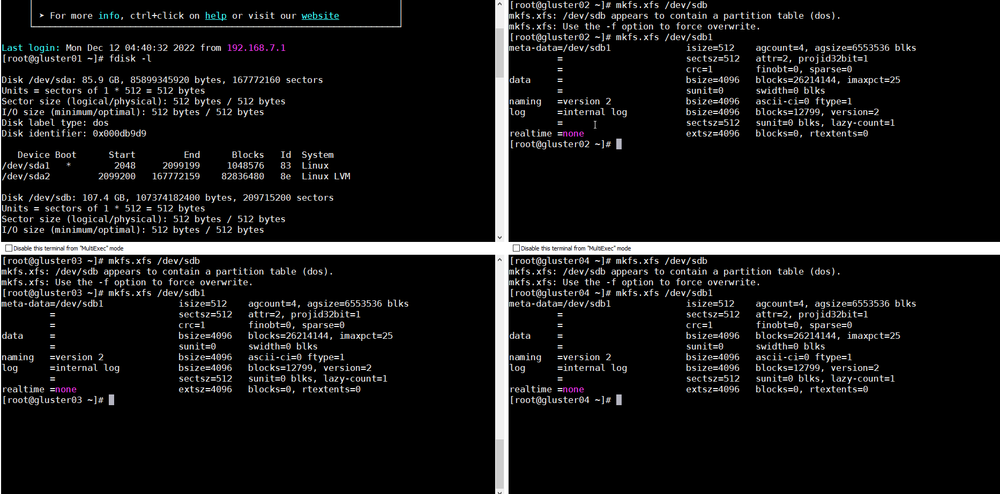 ➤ For more info, ctrl+click on help or visit our website
Last login: Mon Dec 12 04:40:32 2022 from 192.168.7.1
[root@gluster01 ~]# fdisk -l
Disk /dev/sda: 85.9 GB, 85899345920 bytes, 167772160 sectors
Units = sectors of 1 * 512 = 512 bytes
Sector size (logical/physical): 512 bytes / 512 bytes
I/O size (minimum/optimal): 512 bytes / 512 bytes
Disk label type: dos
Disk identifier: 0x000db9d9
Device Boot Start End Blocks Id System
/dev/sda1 * 2048 2099199 1048576 83 Linux
/dev/sda2 2099200 167772159 82836480 8e Linux LVM
Disk /dev/sdb: 107.4 GB, 107374182400 bytes, 209715200 sectors
Units = sectors of 1 * 512 = 512 bytes
Sector size (logical/physical): 512 bytes / 512 bytes
I/O size (minimum/optimal): 512 bytes / 512 bytes
[root@gluster02 ~]# mkfs.xfs /dev/sdb
mkfs.xfs: /dev/sdb appears to contain a partition table (dos).
mkfs.xfs: Use the -f option to force overwrite.
[root@gluster02 ~]# mkfs.xfs /dev/sdb1
meta-data=/dev/sdb1 isize=512 agcount=4, agsize=6553536 blks
= sectsz=512 attr=2, projid32bit=1
= crc=1 finobt=0, sparse=0
data = bsize=4096 blocks=26214144, imaxpct=25
= sunit=0 swidth=0 blks
naming =version 2 bsize=4096 ascii-ci=0 ftype=1
log =internal log bsize=4096 blocks=12799, version=2
= sectsz=512 sunit=0 blks, lazy-count=1
realtime =none extsz=4096 blocks=0, rtextents=0
[root@gluster02 ~]#
Disable this terminal from "MultiExec" mode
Disable this terminal from "MultiExec" mode
[root@gluster03 ~]# mkfs.xfs /dev/sdb
mkfs.xfs: /dev/sdb appears to contain a partition table (dos).
mkfs.xfs: Use the -f option to force overwrite.
[root@gluster03 ~]# mkfs.xfs /dev/sdb1
meta-data=/dev/sdb1 isize=512 agcount=4, agsize=6553536 blks
= sectsz=512 attr=2, projid32bit=1
= crc=1 finobt=0, sparse=0
data = bsize=4096 blocks=26214144, imaxpct=25
= sunit=0 swidth=0 blks
naming =version 2 bsize=4096 ascii-ci=0 ftype=1
log =internal log bsize=4096 blocks=12799, version=2
= sectsz=512 sunit=0 blks, lazy-count=1
realtime =none extsz=4096 blocks=0, rtextents=0
[root@gluster03 ~]#
[root@gluster04 ~]# mkfs.xfs /dev/sdb
mkfs.xfs: /dev/sdb appears to contain a partition table (dos).
mkfs.xfs: Use the -f option to force overwrite.
[root@gluster04 ~]# mkfs.xfs /dev/sdb1
meta-data=/dev/sdb1 isize=512 agcount=4, agsize=6553536 blks
= sectsz=512 attr=2, projid32bit=1
= crc=1 finobt=0, sparse=0
data = bsize=4096 blocks=26214144, imaxpct=25
= sunit=0 swidth=0 blks
naming =version 2 bsize=4096 ascii-ci=0 ftype=1
log =internal log bsize=4096 blocks=12799, version=2
= sectsz=512 sunit=0 blks, lazy-count=1
realtime =none extsz=4096 blocks=0, rtextents=0
[root@gluster04 ~]#